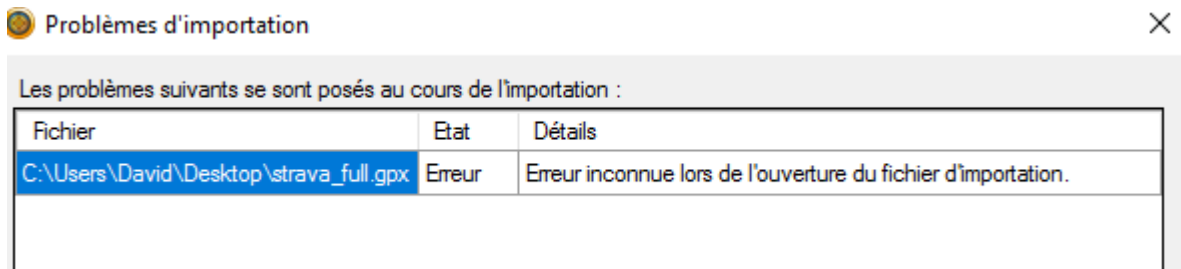 Problèmes d'importation
Les problèmes suivants se sont posés au cours de l'importation :
Fichier Etat Détails
C:\Users\David\Desktop\strava_full.gpx Erreur Erreur inconnue lors de l'ouverture du fichier d'importation.